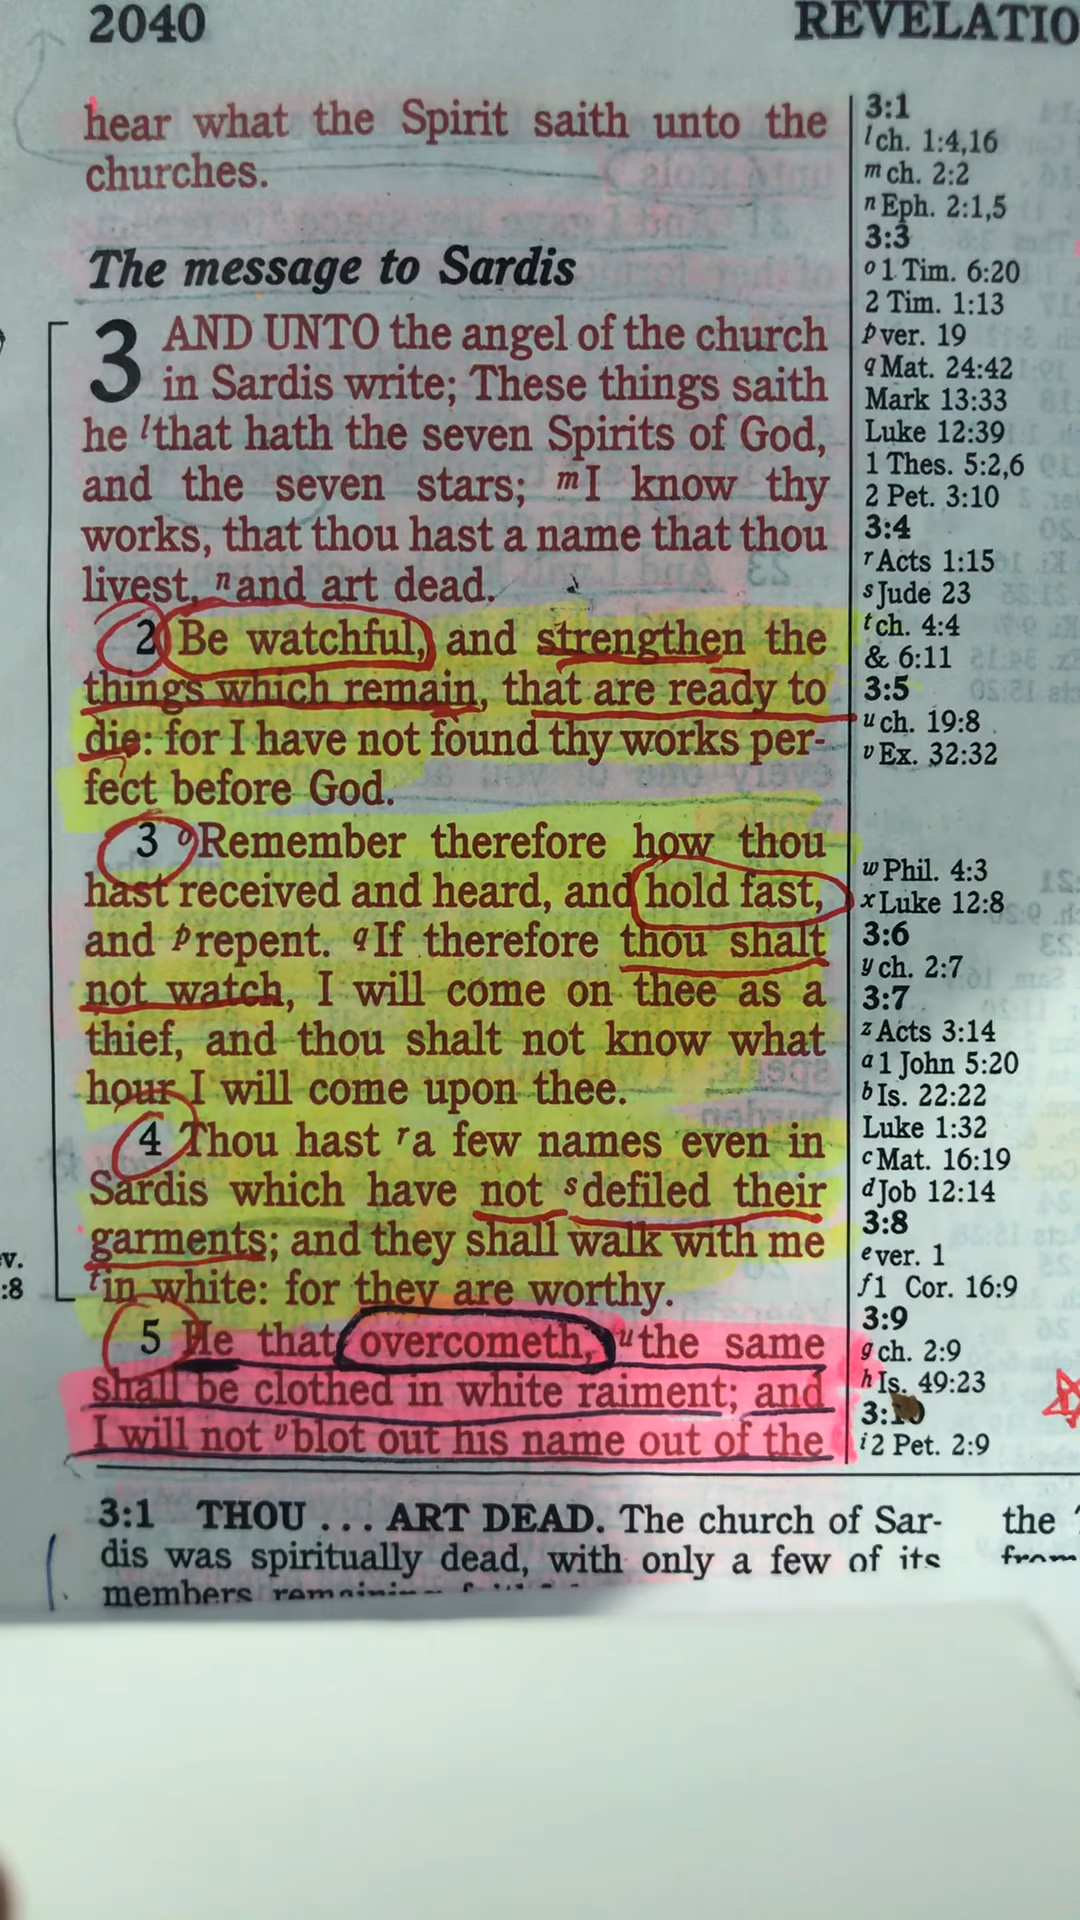 2040
REVELATIO
hear what the Spirit saith unto the
churches.
The message to Sardis
3 AND UNTO the angel of the church
in Sardis write; These things saith
he l that hath the seven Spirits of God,
and the seven stars; m I know thy
works, that thou hast a name that thou
livest, n and art dead.
2 Be watchful, and strengthen the
things which remain, that are ready to
die: for I have not found thy works per-
fect before God.
3 o Remember therefore how thou
hast received and heard, and hold fast,
and p repent. q If therefore thou shalt
not watch, I will come on thee as a
thief, and thou shalt not know what
hour I will come upon thee.
4 Thou hast r a few names even in
Sardis which have not s defiled their
garments; and they shall walk with me
t in white: for they are worthy.
5 He that overcometh, u the same
shall be clothed in white raiment; and
I will not v blot out his name out of the
3:1
l ch. 1:4,16
m ch. 2:2
n Eph. 2:1,5
3:3
o 1 Tim. 6:20
2 Tim. 1:13
p ver. 19
q Mat. 24:42
Mark 13:33
Luke 12:39
1 Thes. 5:2,6
2 Pet. 3:10
3:4
r Acts 1:15
s Jude 23
t ch. 4:4
& 6:11
3:5
u ch. 19:8
v Ex. 32:32
w Phil. 4:3
x Luke 12:8
3:6
y ch. 2:7
3:7
z Acts 3:14
a 1 John 5:20
b Is. 22:22
Luke 1:32
c Mat. 16:19
d Job 12:14
3:8
e ver. 1
f 1 Cor. 16:9
3:9
g ch. 2:9
h Is. 49:23
3:10
i 2 Pet. 2:9
v.
:8
3:1 THOU . . . ART DEAD. The church of Sar-
dis was spiritually dead, with only a few of its
members remaining
the
from